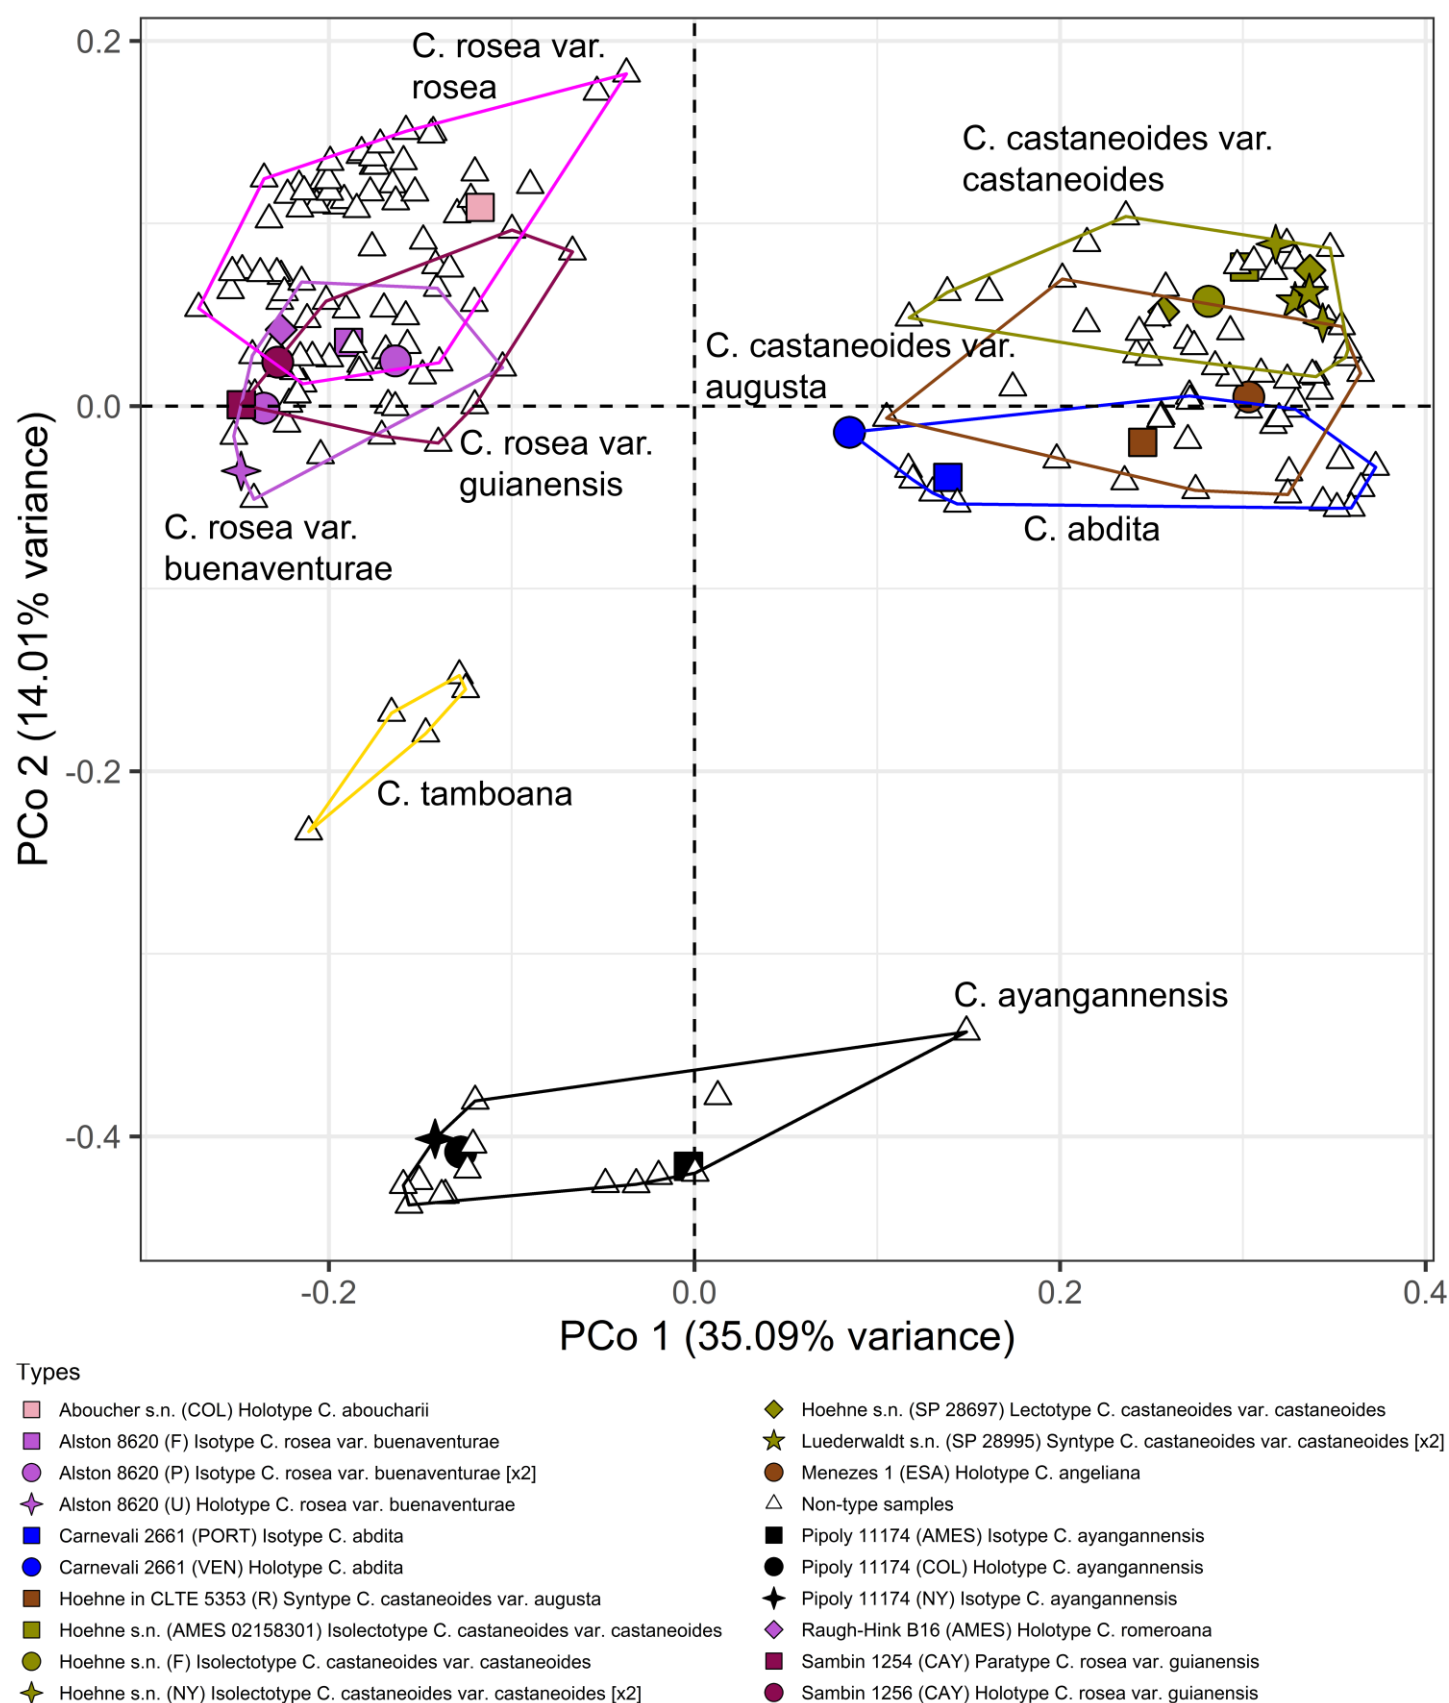 0.2
C. rosea var.
rosea
C. castaneoides var.
castaneoides
C. castaneoides var.
augusta
0.0
C. rosea var.
guianensis
C. rosea var.
buenaventurae
C. abdita
PCo 2 (14.01% variance)
-0.2
C. tamboana
C. ayangannensis
-0.4
-0.2
0.0
0.2
0.4
PCo 1 (35.09% variance)
Types
Aboucher s.n. (COL) Holotype C. aboucharii
Alston 8620 (F) Isotype C. rosea var. buenaventurae
Alston 8620 (P) Isotype C. rosea var. buenaventurae [x2]
Alston 8620 (U) Holotype C. rosea var. buenaventurae
Carnevali 2661 (PORT) Isotype C. abdita
Carnevali 2661 (VEN) Holotype C. abdita
Hoehne in CLTE 5353 (R) Syntype C. castaneoides var. augusta
Hoehne s.n. (AMES 02158301) Isolectotype C. castaneoides var. castaneoides
Hoehne s.n. (F) Isolectotype C. castaneoides var. castaneoides
Hoehne s.n. (NY) Isolectotype C. castaneoides var. castaneoides [x2]
Hoehne s.n. (SP 28697) Lectotype C. castaneoides var. castaneoides
Luederwaldt s.n. (SP 28995) Syntype C. castaneoides var. castaneoides [x2]
Menezes 1 (ESA) Holotype C. angeliana
Non-type samples
Pipoly 11174 (AMES) Isotype C. ayangannensis
Pipoly 11174 (COL) Holotype C. ayangannensis
Pipoly 11174 (NY) Isotype C. ayangannensis
Raugh-Hink B16 (AMES) Holotype C. romeroana
Sambin 1254 (CAY) Paratype C. rosea var. guianensis
Sambin 1256 (CAY) Holotype C. rosea var. guianensis